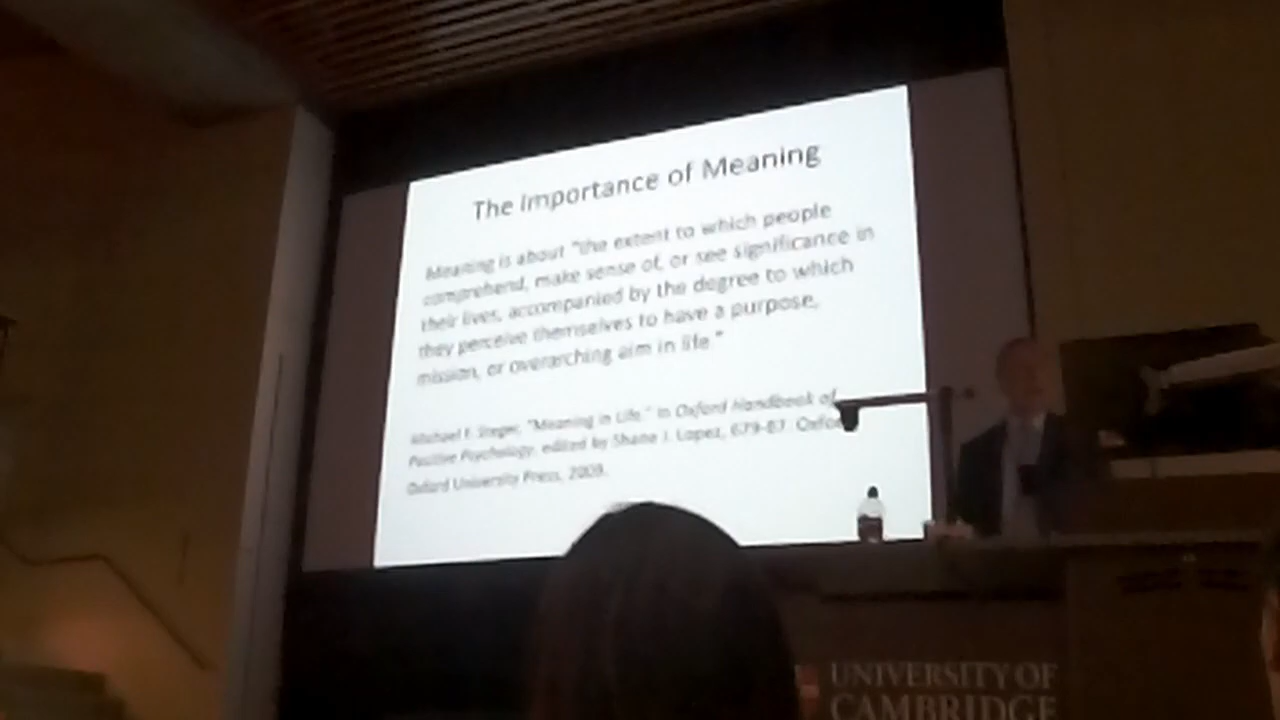 The Importance of Meaning
Meaning is about "the extent to which people
comprehend, make sense of, or see significance in
their lives, accompanied by the degree to which
they perceive themselves to have a purpose,
mission, or overarching aim in life."
Michael F. Steger, "Meaning in Life." In Oxford Handbook of
Positive Psychology, edited by Shane J. Lopez, 679-87. Oxfo
Oxford University Press, 2009.
UNIVERSITY OF
CAMBRIDGE